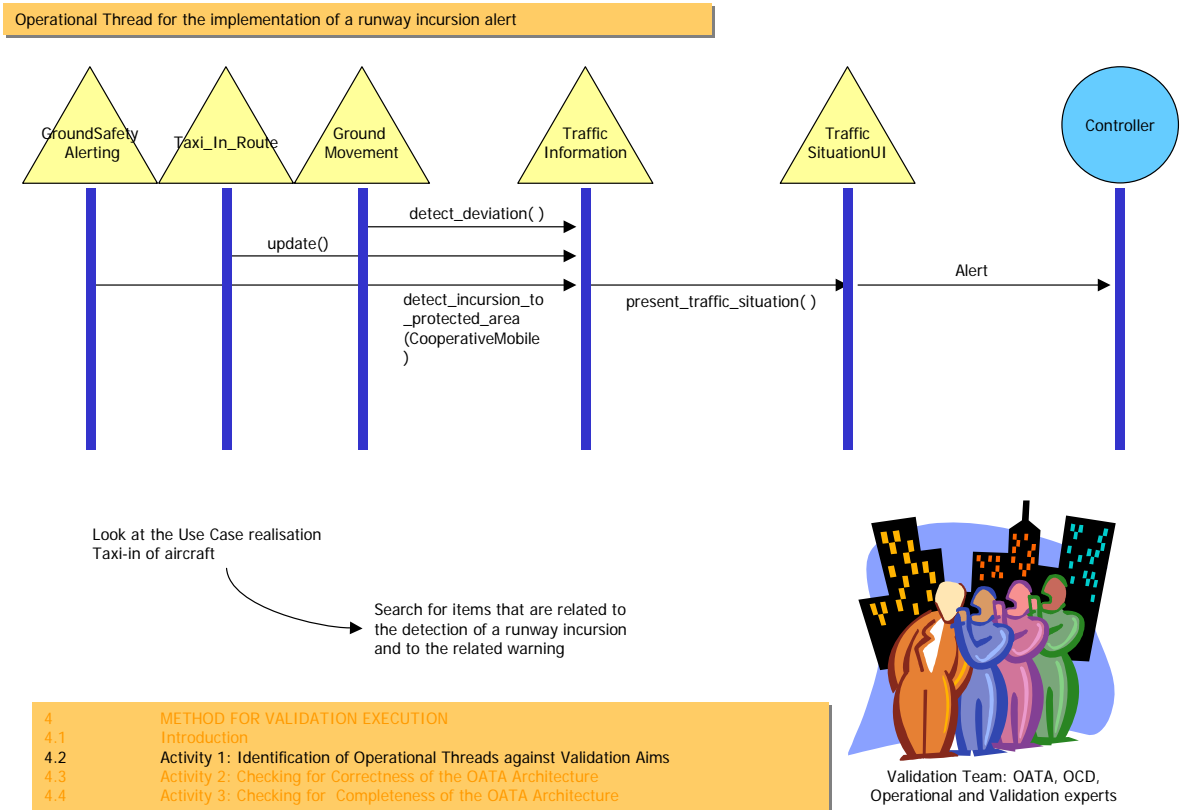 Operational Thread for the implementation of a runway incursion alert
GroundSafety
Alerting
Taxi_In_Route
Ground
Movement
Traffic
Information
Traffic
SituationUI
Controller
detect_deviation( )
update()
Alert
detect_incursion_to
_protected_area
(CooperativeMobile
)
present_traffic_situation( )
Look at the Use Case realisation
Taxi-in of aircraft
Search for items that are related to
the detection of a runway incursion
and to the related warning
4 METHOD FOR VALIDATION EXECUTION
4.1 Introduction
4.2 Activity 1: Identification of Operational Threads against Validation Aims
4.3 Activity 2: Checking for Correctness of the OATA Architecture
4.4 Activity 3: Checking for Completeness of the OATA Architecture
Validation Team: OATA, OCD,
Operational and Validation experts